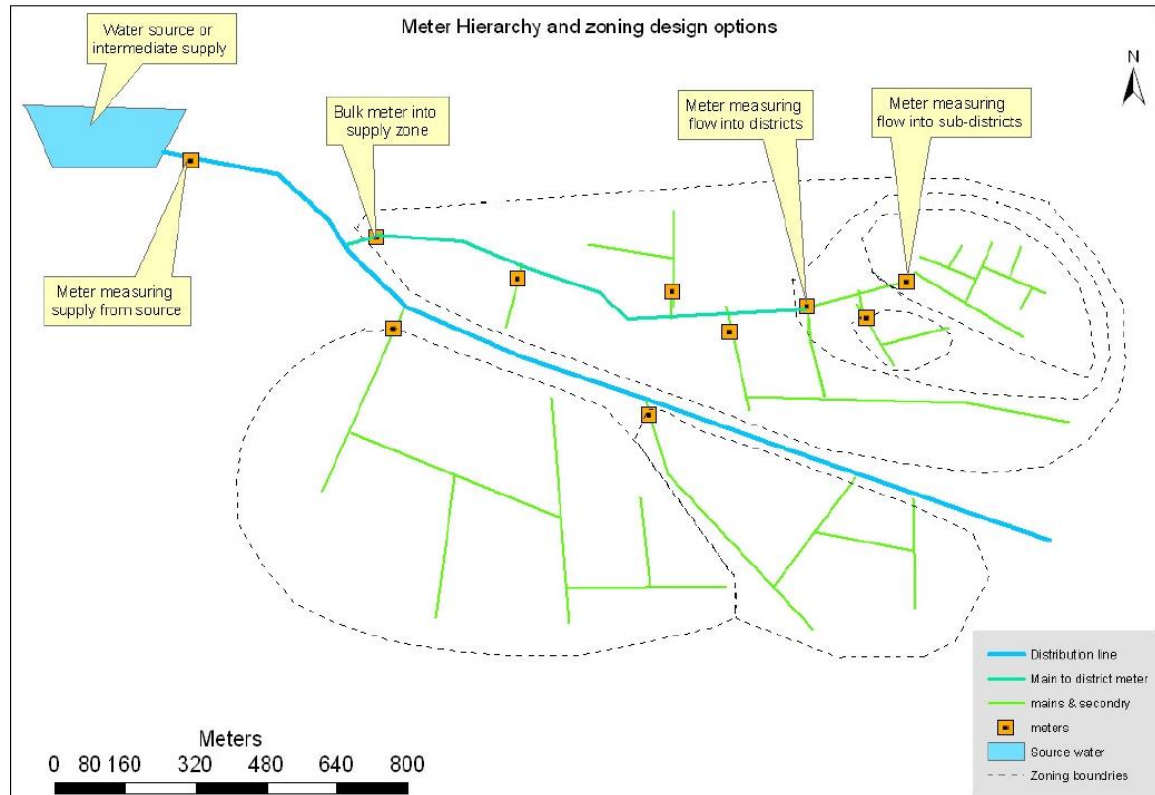 Meter Hierarchy and zoning design options
Water source or
intermediate supply
N
Bulk meter into
supply zone
Meter measuring
flow into districts
Meter measuring
flow into sub-districts
Meter measuring
supply from source
Distribution line
Main to district meter
mains & secondry
meters
Source water
Zoning boundries
Meters
0 80 160 320 480 640 800